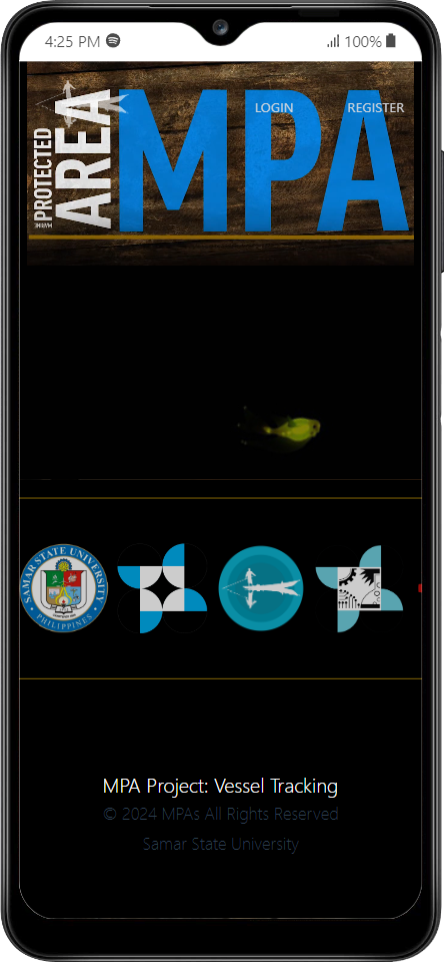 4:25 PM
100%
MARINE
PROTECTED
AREA
MPA
LOGIN
REGISTER
SAMAR STATE UNIVERSITY
PHILIPPINES
MPA Project: Vessel Tracking
© 2024 MPAs All Rights Reserved
Samar State University